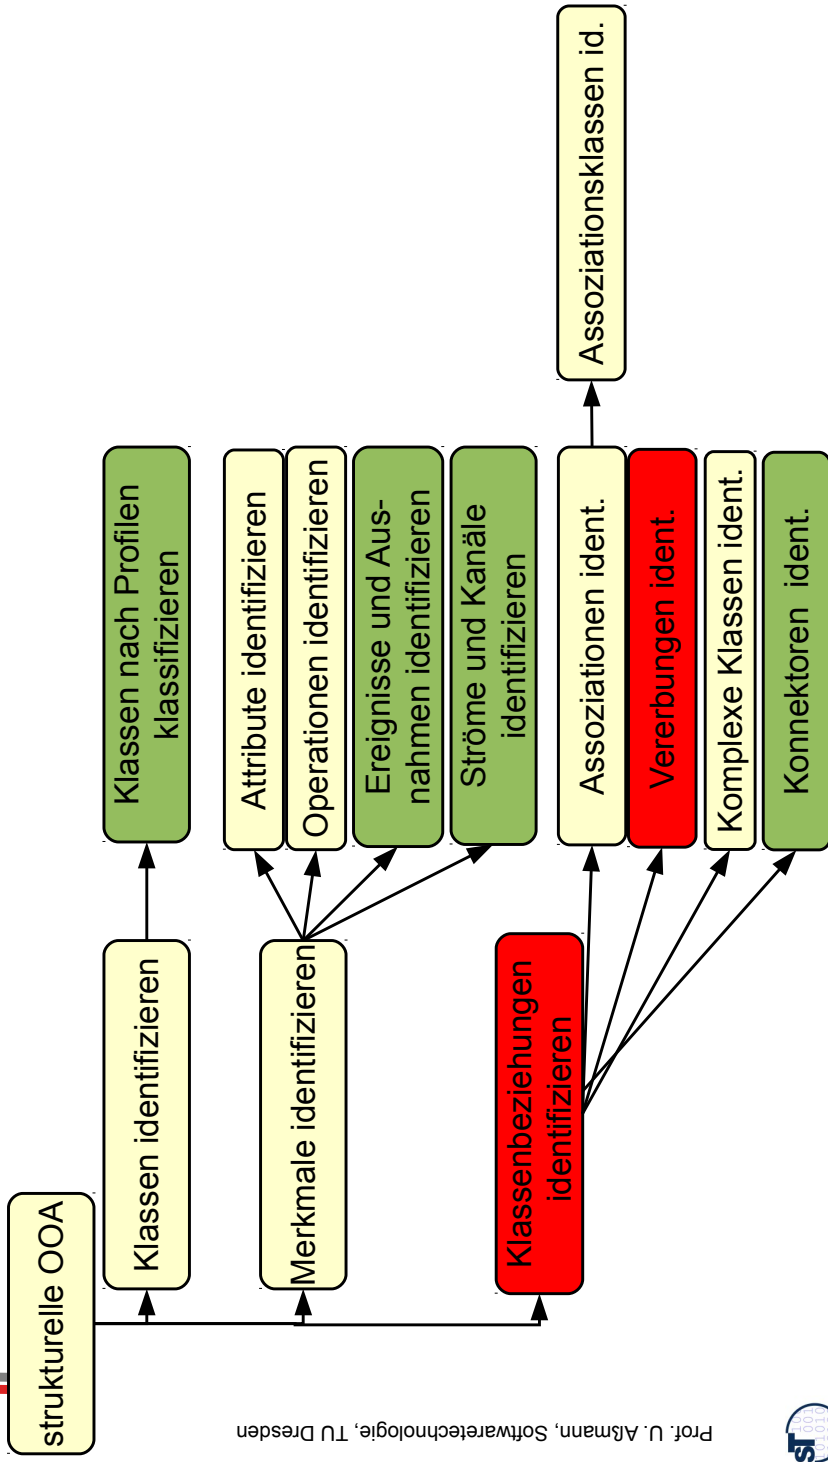 strukturelle OOA
Klassen identifizieren
Klassen nach Profilen
klassifizieren
Merkmale identifizieren
Attribute identifizieren
Operationen identifizieren
Ereignisse und Aus-
nahmen identifizieren
Ströme und Kanäle
identifizieren
Klassenbeziehungen
identifizieren
Assoziationen ident.
Assoziationsklassen id.
Vererbungen ident.
Komplexe Klassen ident.
Konnektoren ident.
Prof. U. Aßmann, Softwaretechnologie, TU Dresden
ST